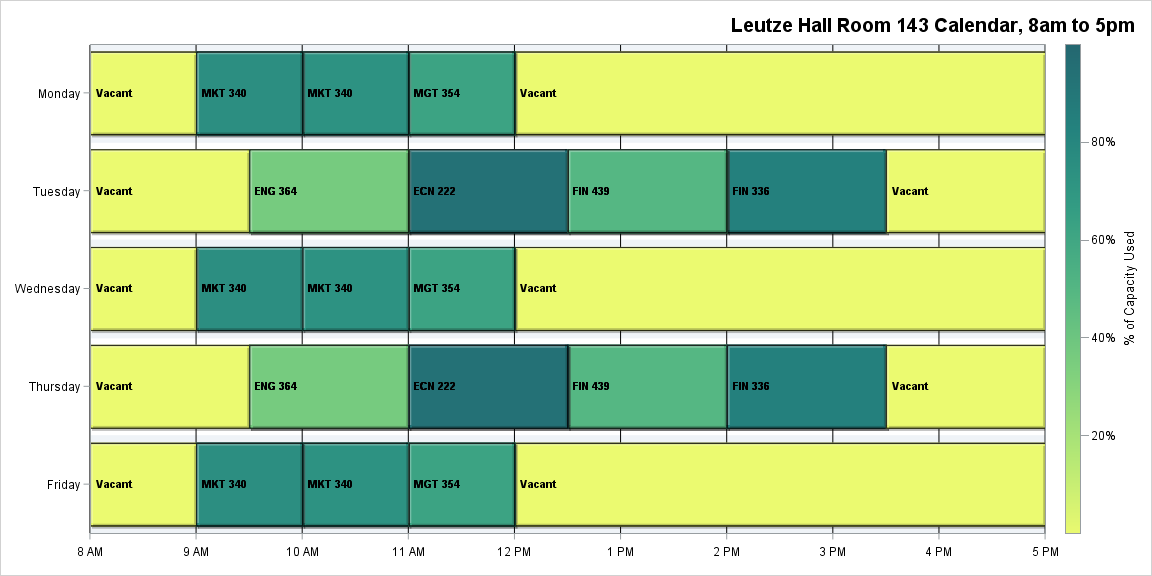 Leutze Hall Room 143 Calendar, 8am to 5pm
Monday
Vacant
MKT 340
MKT 340
MGT 354
Vacant
Tuesday
Vacant
ENG 364
ECN 222
FIN 439
FIN 336
Vacant
Wednesday
Vacant
MKT 340
MKT 340
MGT 354
Vacant
Thursday
Vacant
ENG 364
ECN 222
FIN 439
FIN 336
Vacant
Friday
Vacant
MKT 340
MKT 340
MGT 354
Vacant
8 AM
9 AM
10 AM
11 AM
12 PM
1 PM
2 PM
3 PM
4 PM
5 PM
80%
60%
40%
20%
% of Capacity Used